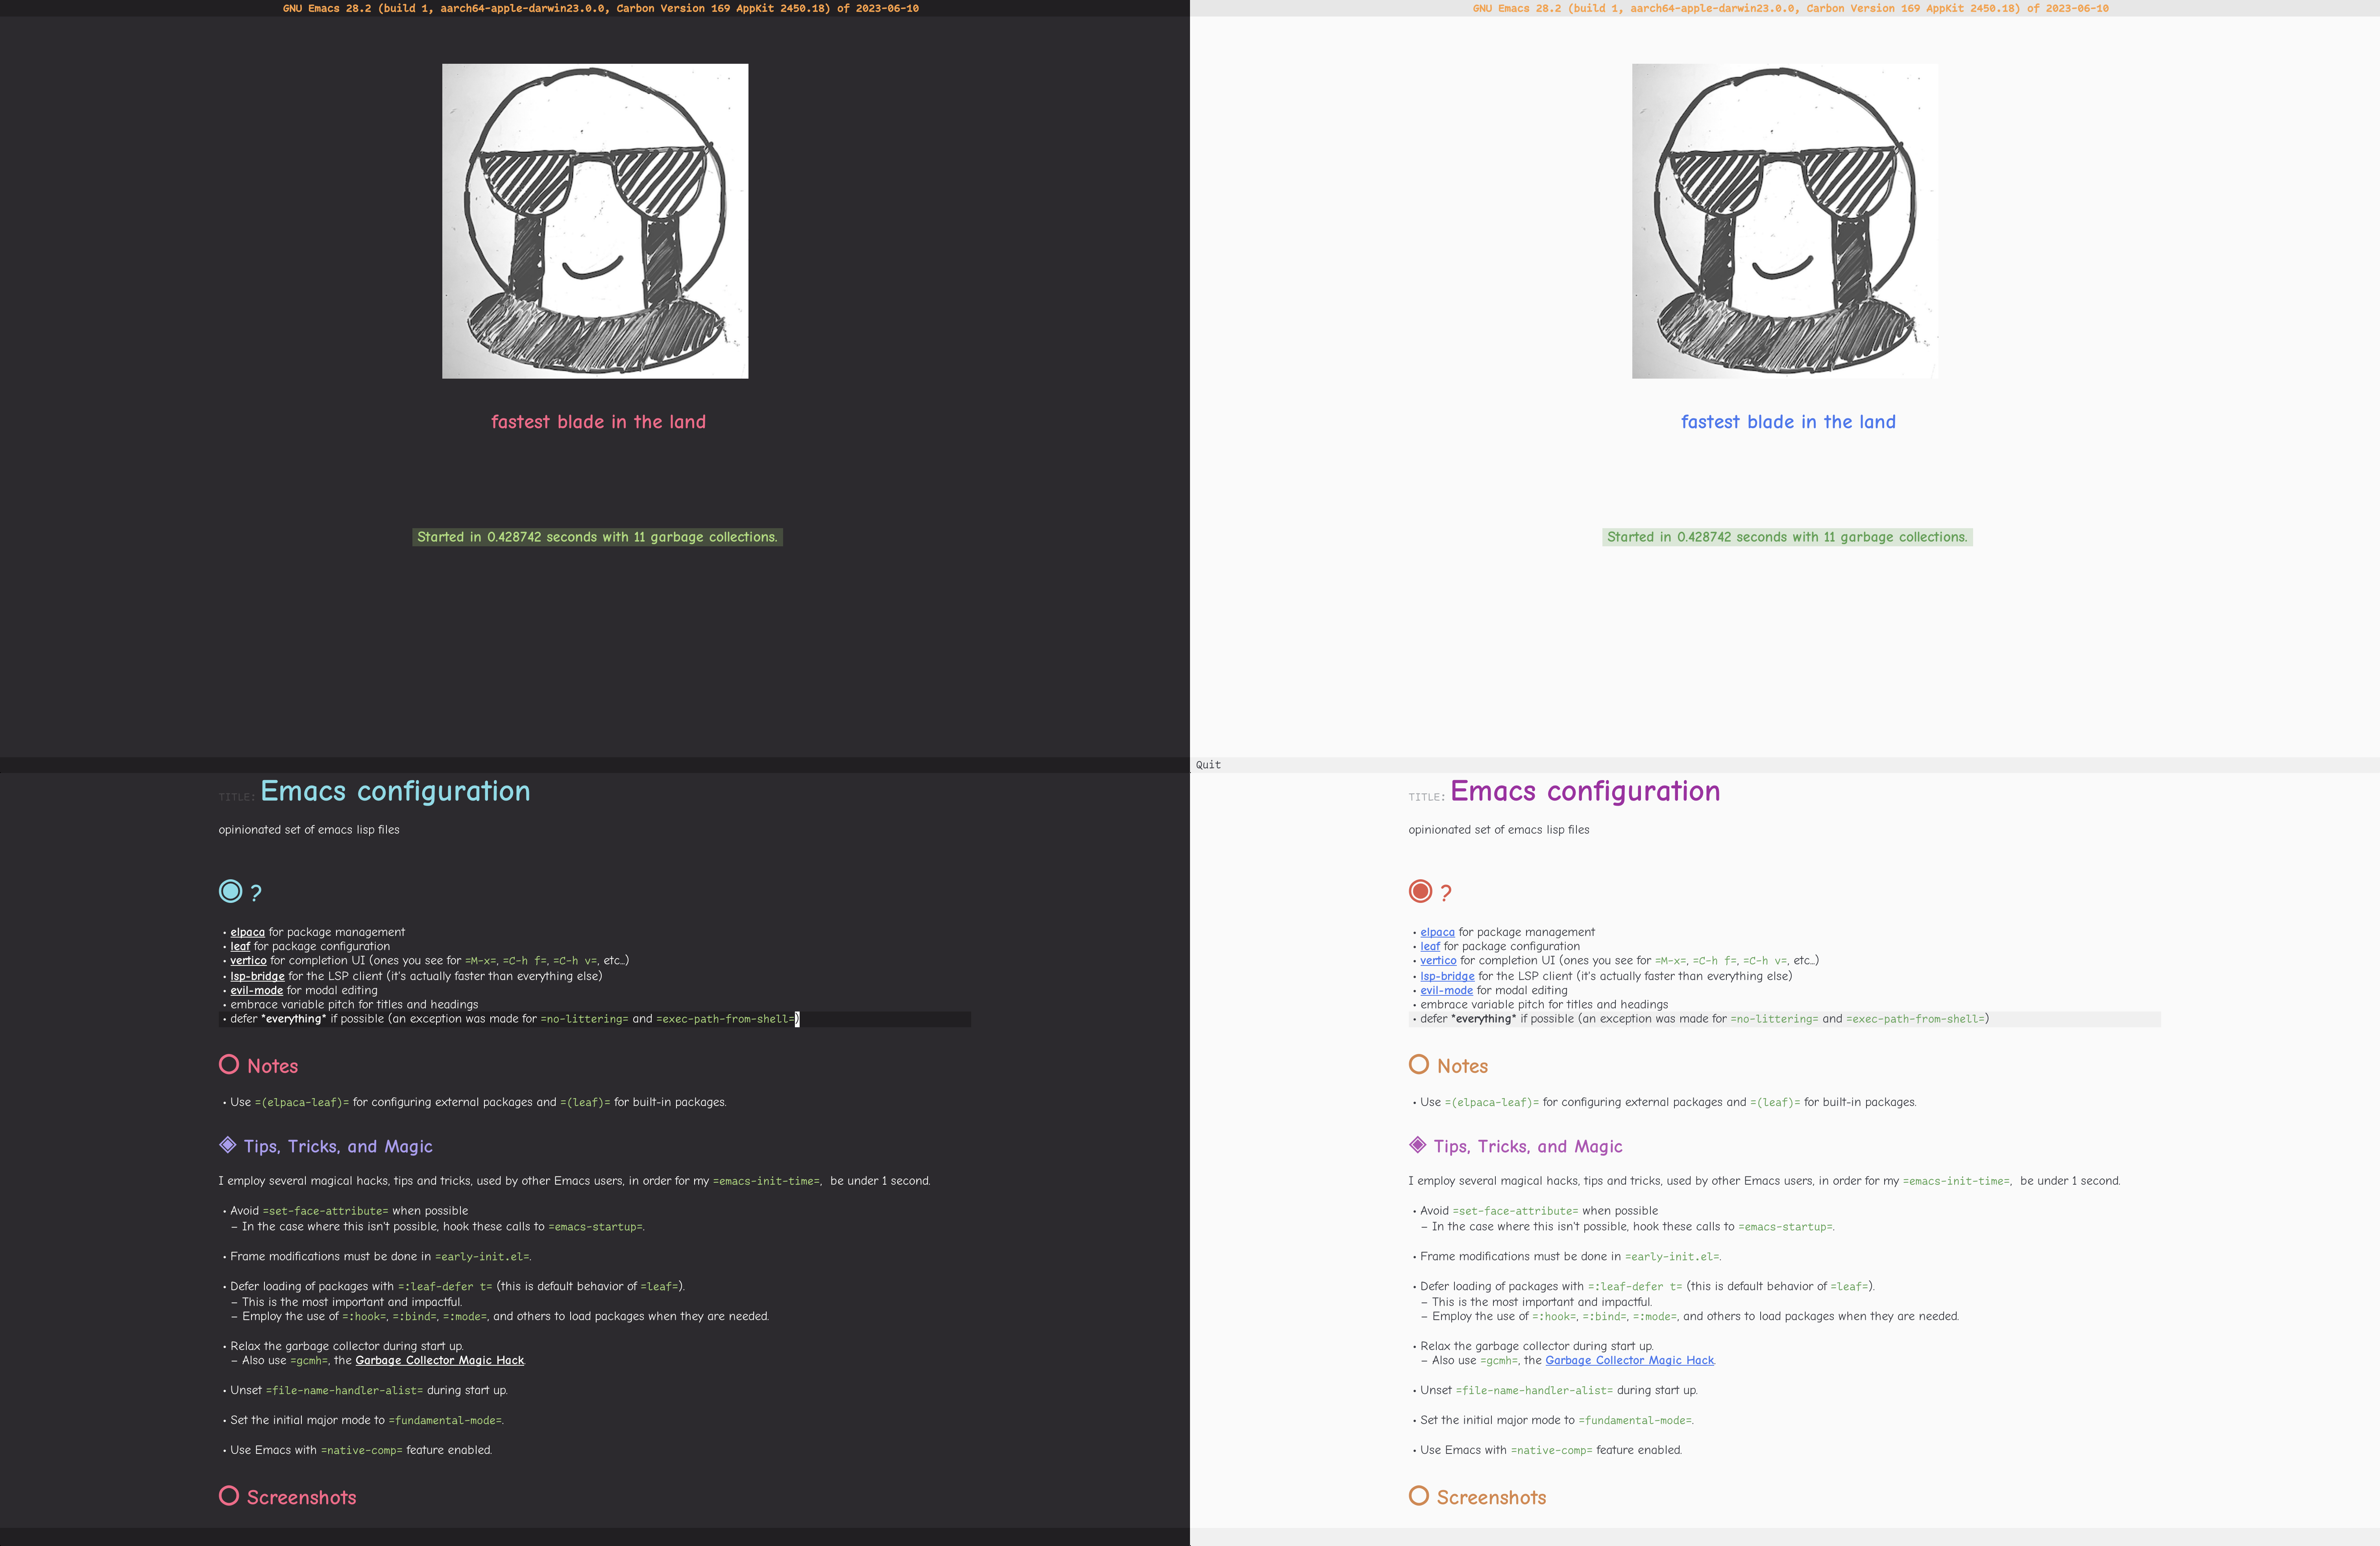 GNU Emacs 28.2 (build 1, aarch64-apple-darwin23.0.0, Carbon Version 169 AppKit 2450.18) of 2023-06-10
fastest blade in the land
Started in 0.428742 seconds with 11 garbage collections.
GNU Emacs 28.2 (build 1, aarch64-apple-darwin23.0.0, Carbon Version 169 AppKit 2450.18) of 2023-06-10
fastest blade in the land
Started in 0.428742 seconds with 11 garbage collections.
Quit
TITLE: Emacs configuration
opinionated set of emacs lisp files
◉ ?
• elpaca for package management
• leaf for package configuration
• vertico for completion UI (ones you see for =M-x=, =C-h f=, =C-h v=, etc...)
• lsp-bridge for the LSP client (it's actually faster than everything else)
• evil-mode for modal editing
• embrace variable pitch for titles and headings
• defer *everything* if possible (an exception was made for =no-littering= and =exec-path-from-shell=)
○ Notes
• Use =(elpaca-leaf)= for configuring external packages and =(leaf)= for built-in packages.
◈ Tips, Tricks, and Magic
I employ several magical hacks, tips and tricks, used by other Emacs users, in order for my =emacs-init-time=,  be under 1 second.
• Avoid =set-face-attribute= when possible
– In the case where this isn't possible, hook these calls to =emacs-startup=.
• Frame modifications must be done in =early-init.el=.
• Defer loading of packages with =:leaf-defer t= (this is default behavior of =leaf=).
– This is the most important and impactful.
– Employ the use of =:hook=, =:bind=, =:mode=, and others to load packages when they are needed.
• Relax the garbage collector during start up.
– Also use =gcmh=, the Garbage Collector Magic Hack.
• Unset =file-name-handler-alist= during start up.
• Set the initial major mode to =fundamental-mode=.
• Use Emacs with =native-comp= feature enabled.
○ Screenshots
TITLE: Emacs configuration
opinionated set of emacs lisp files
◉ ?
• elpaca for package management
• leaf for package configuration
• vertico for completion UI (ones you see for =M-x=, =C-h f=, =C-h v=, etc...)
• lsp-bridge for the LSP client (it's actually faster than everything else)
• evil-mode for modal editing
• embrace variable pitch for titles and headings
• defer *everything* if possible (an exception was made for =no-littering= and =exec-path-from-shell=)
○ Notes
• Use =(elpaca-leaf)= for configuring external packages and =(leaf)= for built-in packages.
◈ Tips, Tricks, and Magic
I employ several magical hacks, tips and tricks, used by other Emacs users, in order for my =emacs-init-time=,  be under 1 second.
• Avoid =set-face-attribute= when possible
– In the case where this isn't possible, hook these calls to =emacs-startup=.
• Frame modifications must be done in =early-init.el=.
• Defer loading of packages with =:leaf-defer t= (this is default behavior of =leaf=).
– This is the most important and impactful.
– Employ the use of =:hook=, =:bind=, =:mode=, and others to load packages when they are needed.
• Relax the garbage collector during start up.
– Also use =gcmh=, the Garbage Collector Magic Hack.
• Unset =file-name-handler-alist= during start up.
• Set the initial major mode to =fundamental-mode=.
• Use Emacs with =native-comp= feature enabled.
○ Screenshots